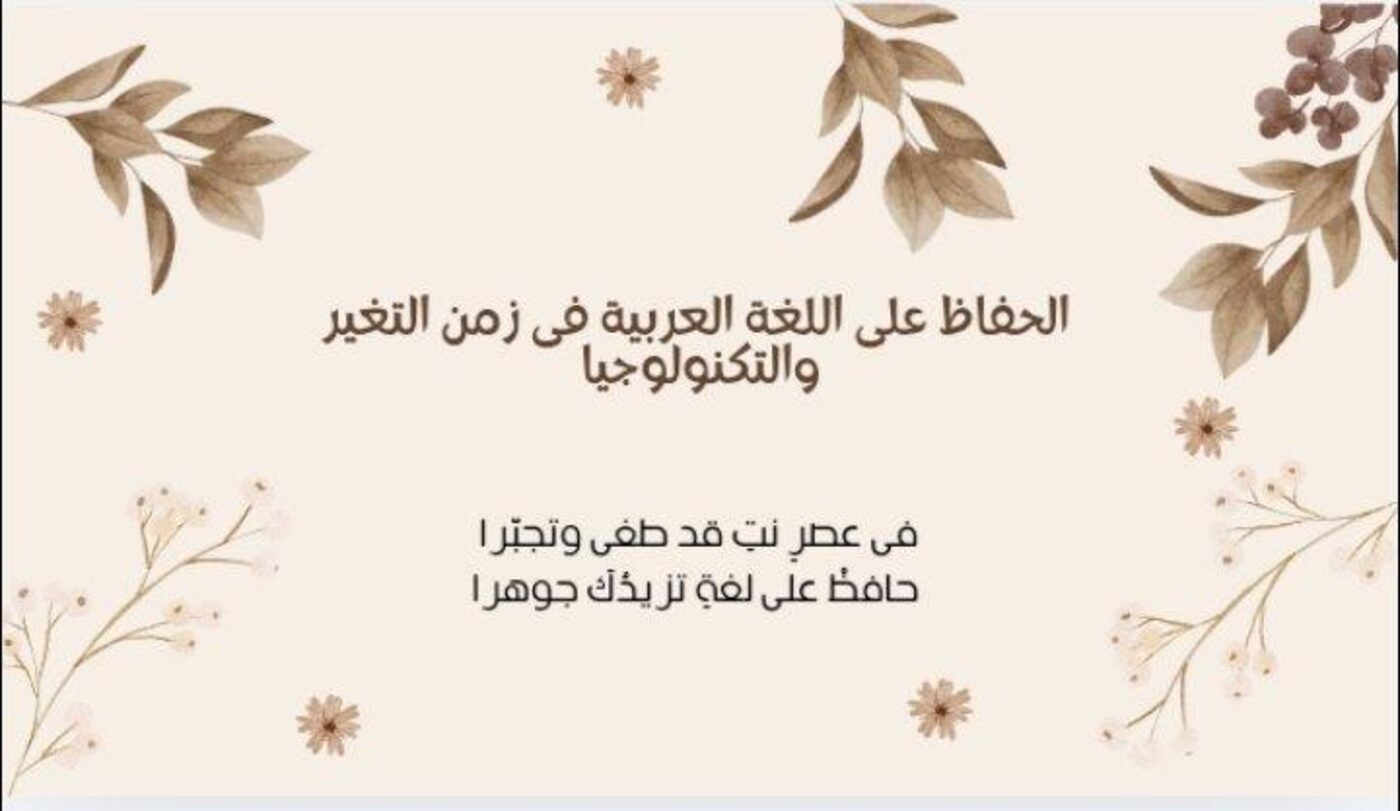 الحفاظ على اللغة العربية فى زمن التغير
والتكنولوجيا
فى عصرٍ نتِ قد طغى وتجبّرا
حافظْ على لغةٍ تزيدُكَ جوهرا